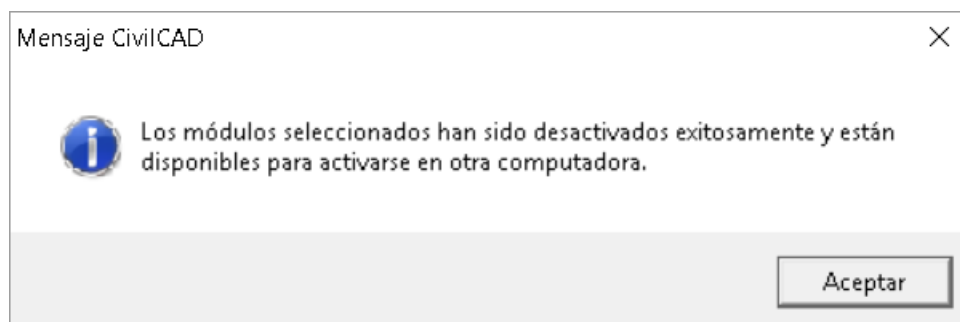 Mensaje CivilCAD
Los módulos seleccionados han sido desactivados exitosamente y están
disponibles para activarse en otra computadora.
Aceptar